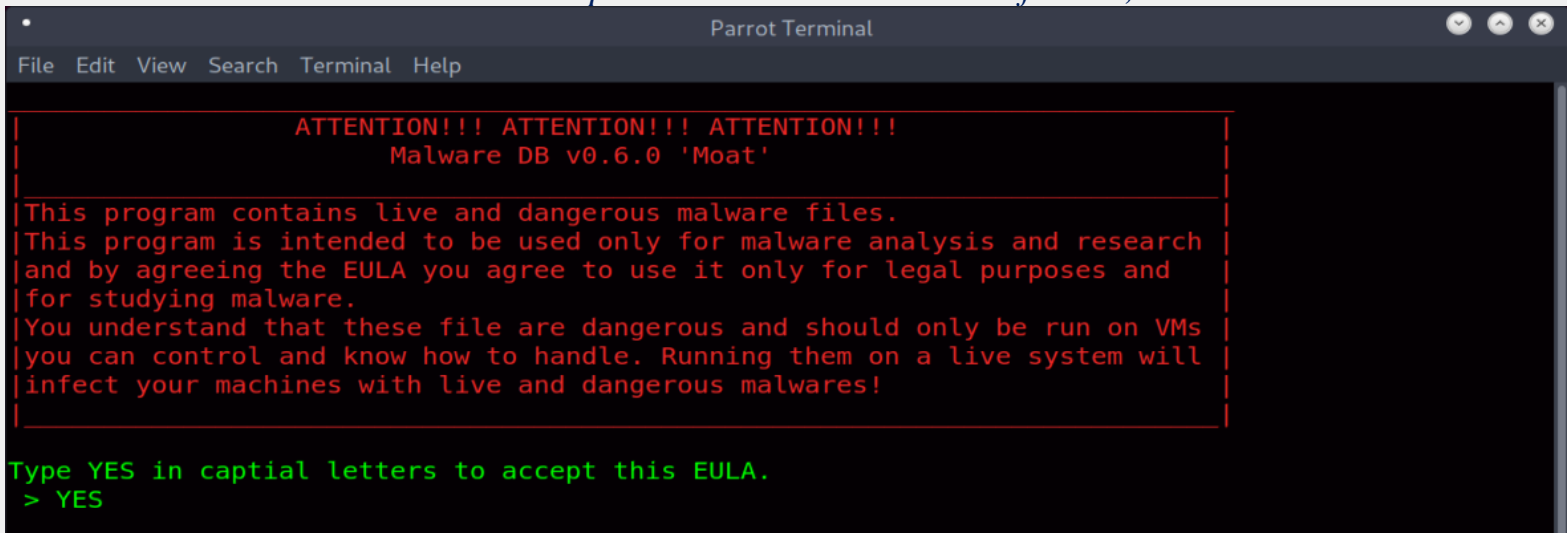 Parrot Terminal
File Edit View Search Terminal Help
ATTENTION!!! ATTENTION!!! ATTENTION!!!
Malware DB v0.6.0 'Moat'
This program contains live and dangerous malware files.
This program is intended to be used only for malware analysis and research
and by agreeing the EULA you agree to use it only for legal purposes and
for studying malware.
You understand that these file are dangerous and should only be run on VMs
you can control and know how to handle. Running them on a live system will
infect your machines with live and dangerous malwares!
Type YES in captial letters to accept this EULA.
> YES